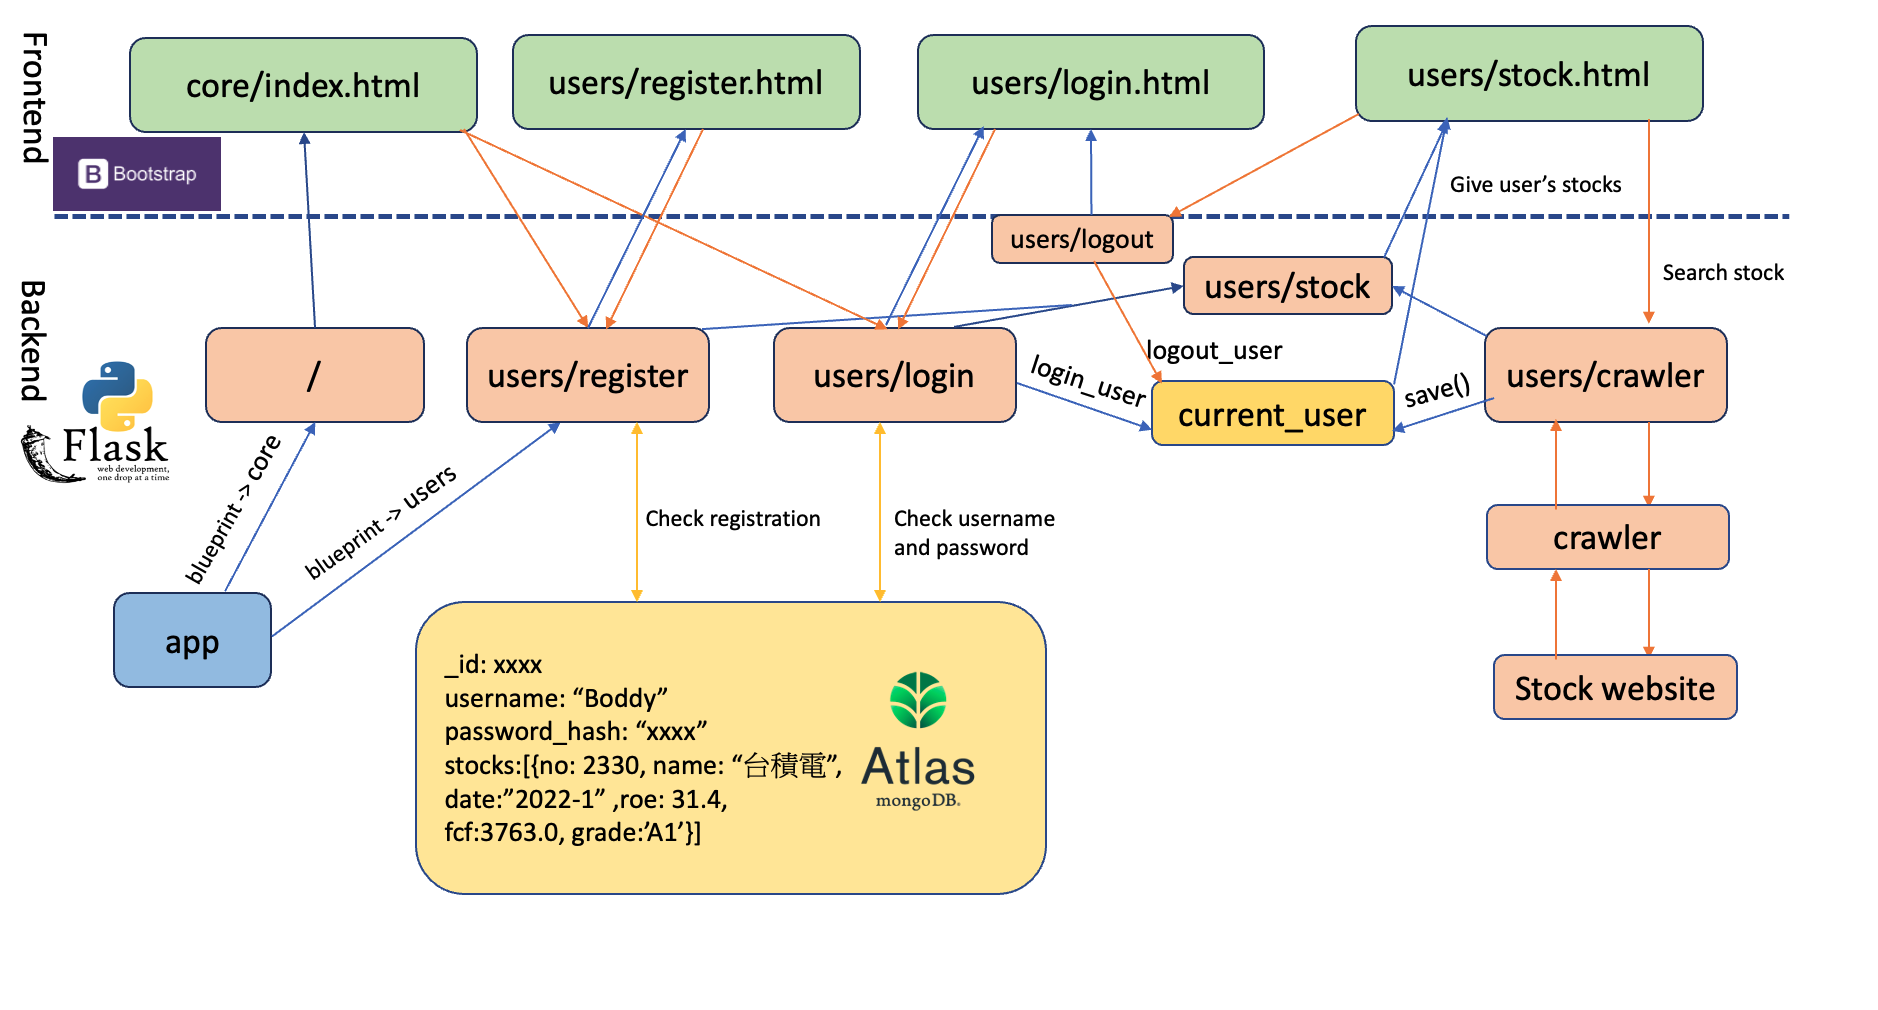 Frontend
core/index.html
users/register.html
users/login.html
users/stock.html
B Bootstrap
Give user’s stocks
users/logout
Search stock
users/stock
Backend
/
users/register
users/login
logout_user
login_user
current_user
save()
users/crawler
Flask
web development,
one drop at a time
blueprint -> core
blueprint -> users
Check registration
Check username
and password
crawler
app
Stock website
_id: xxxx
username: “Boddy”
password_hash: “xxxx”
stocks:[{no: 2330, name: “台積電”,
date:”2022-1” ,roe: 31.4,
fcf:3763.0, grade:’A1’}]
Atlas
mongoDB.